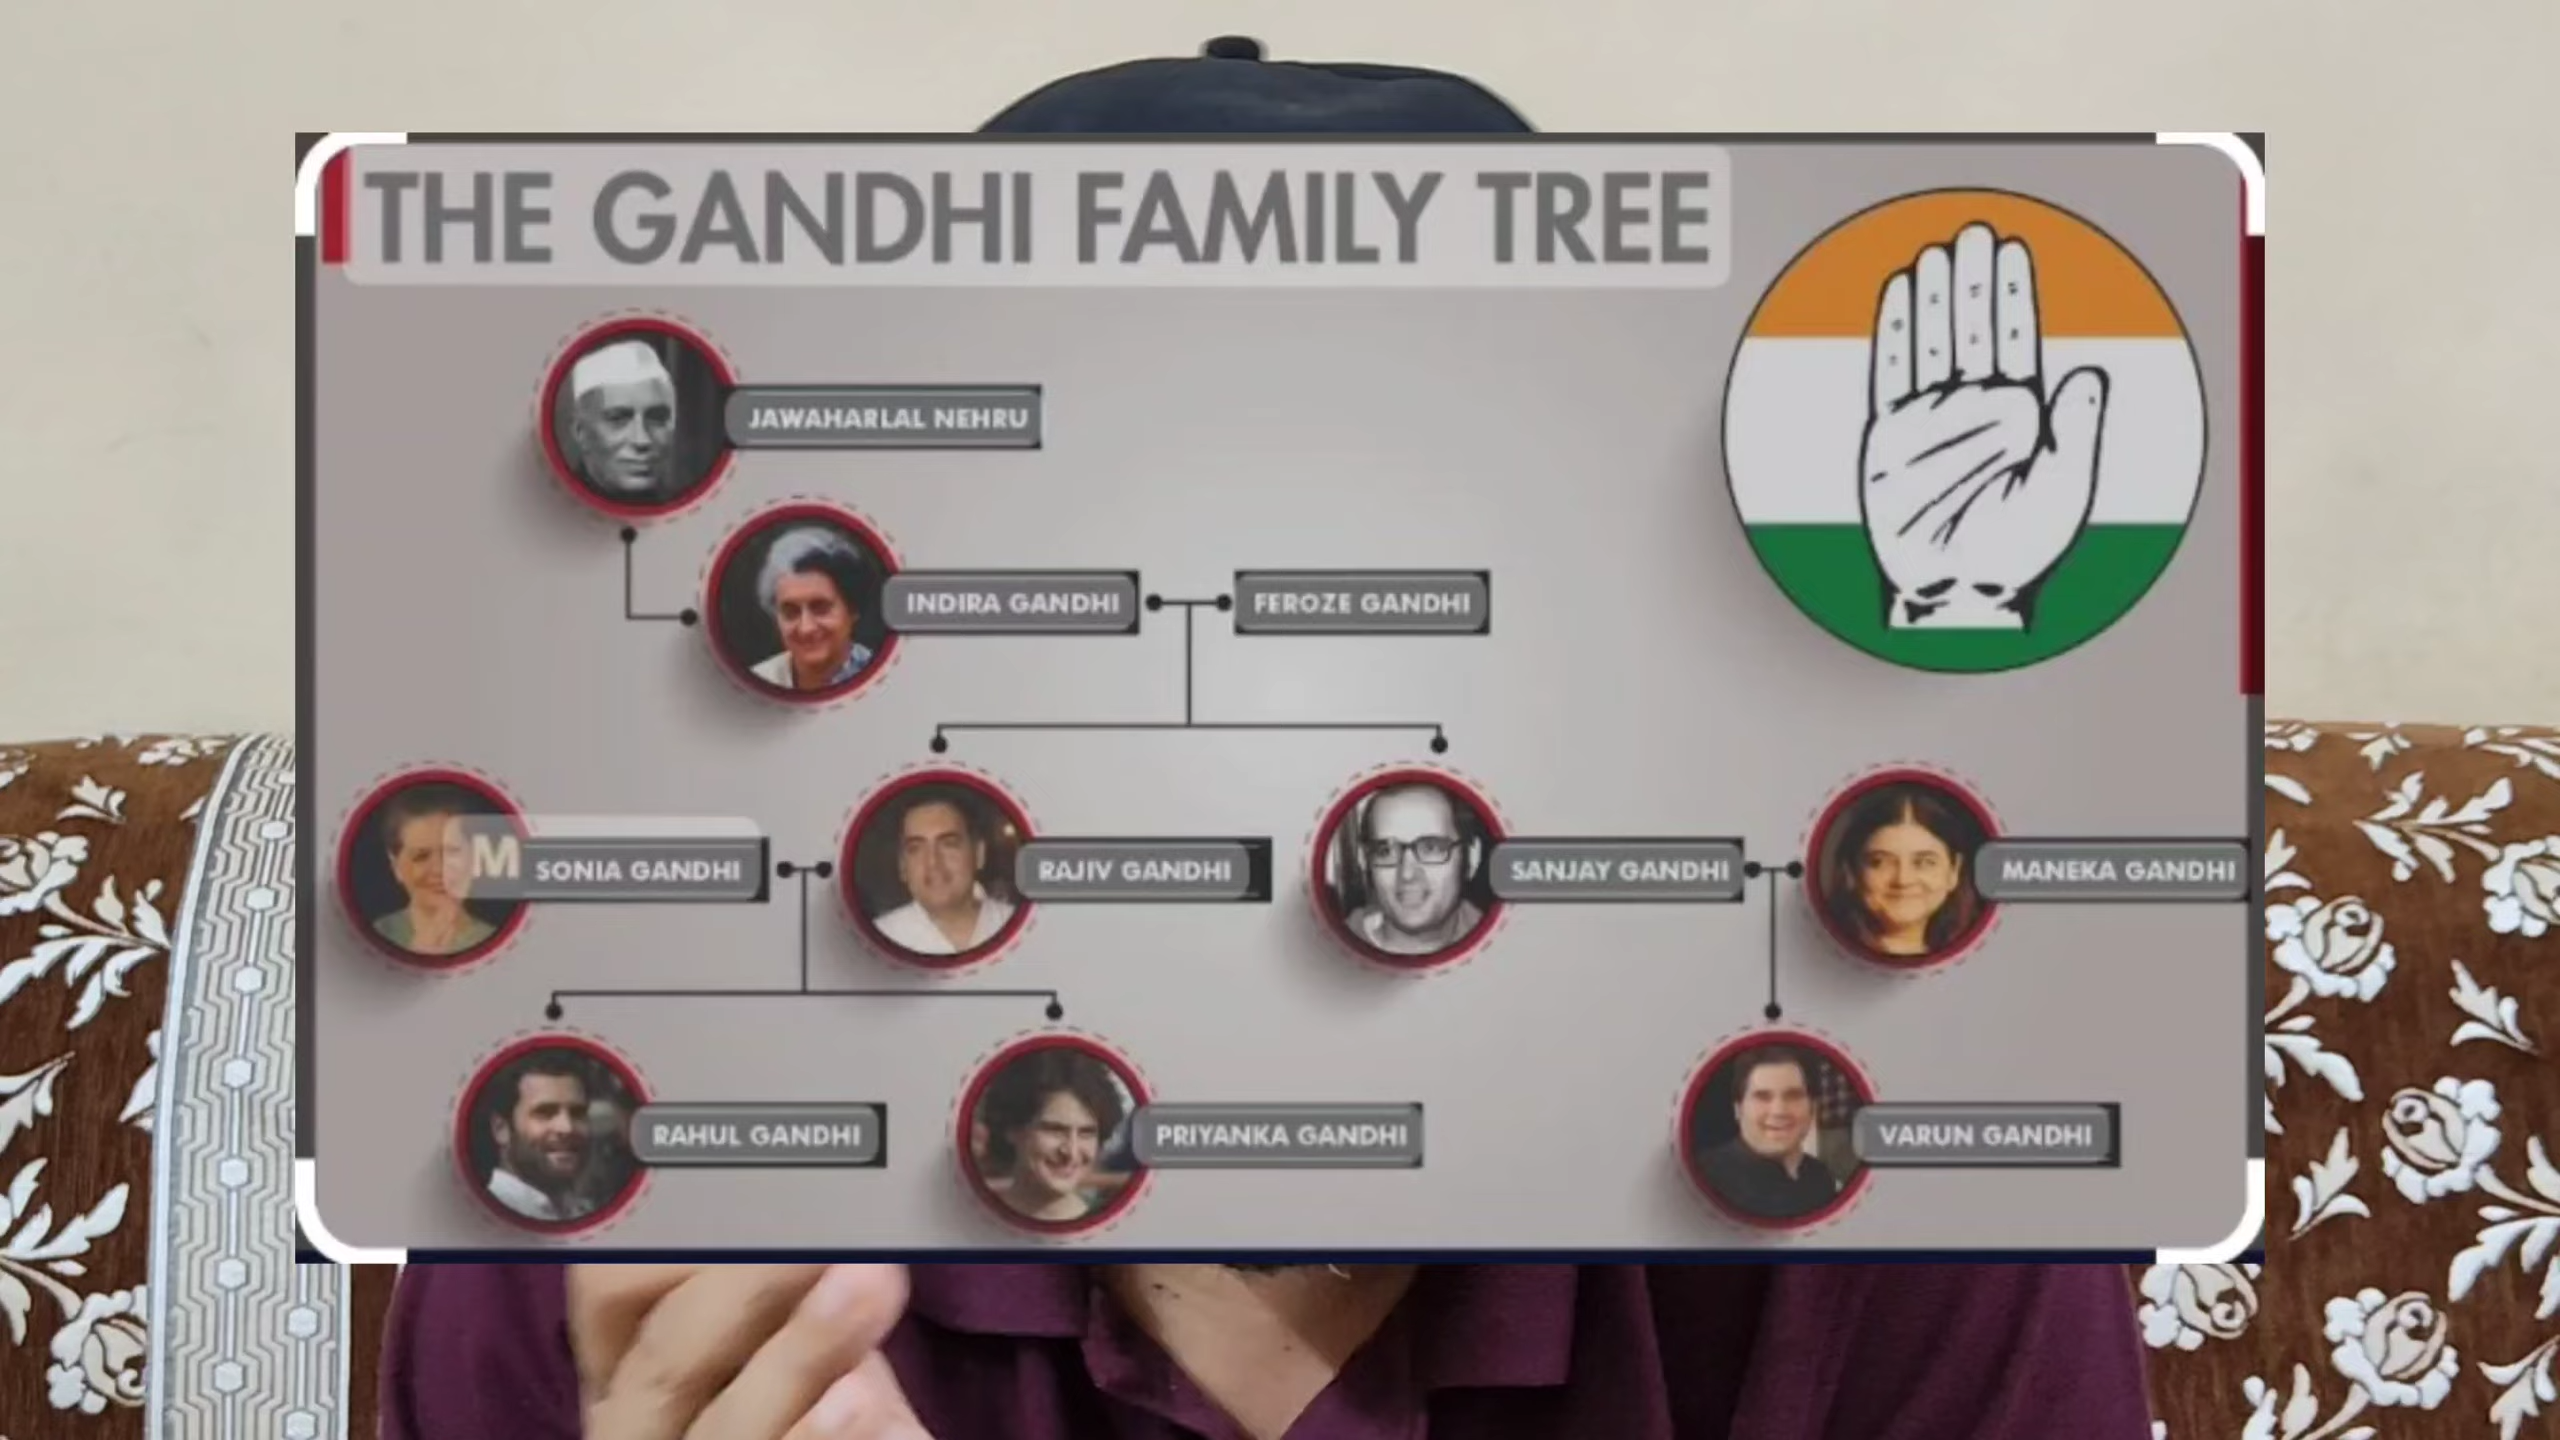 THE GANDHI FAMILY TREE
JAWAHARLAL NEHRU
INDIRA GANDHI
FEROZE GANDHI
M
SONIA GANDHI
RAJIV GANDHI
SANJAY GANDHI
MANEKA GANDHI
RAHUL GANDHI
PRIYANKA GANDHI
VARUN GANDHI